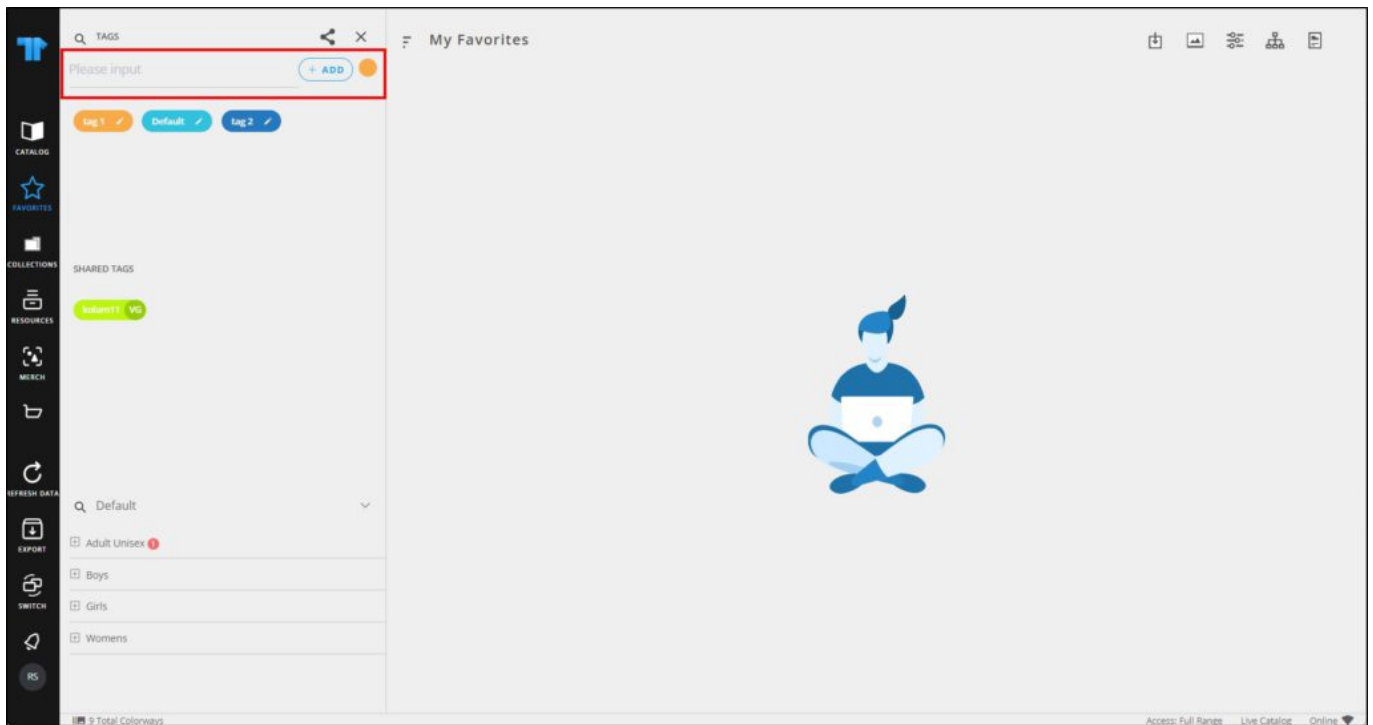 TAGS
My Favorites
Please input
+ ADD
tag 1
Default
tag 2
CATALOG
FAVORITES
COLLECTIONS
SHARED TAGS
kolum11 VG
RESOURCES
MERCH
REFRESH DATA
Default
EXPORT
Adult Unisex 1
Boys
SWITCH
Girls
Womens
RS
9 Total Colorways
Access: Full Range
Live Catalog
Online